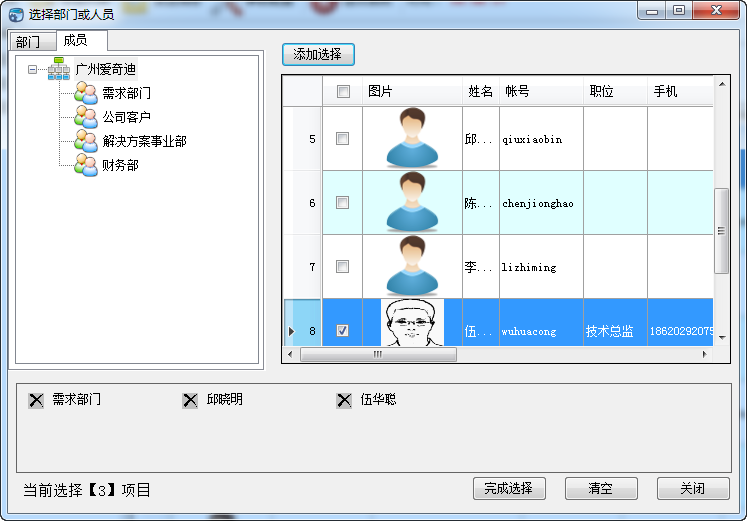 选择部门或人员
部门 成员
广州爱奇迪
需求部门
公司客户
解决方案事业部
财务部
添加选择
图片 姓名 帐号 职位 手机
5 邱... qiuxiaobin
6 陈... chenjionghao
7 李... lizhiming
8 伍... wuhuacong 技术总监 18620292075
需求部门 邱晓明 伍华聪
当前选择【3】项目
完成选择 清空 关闭